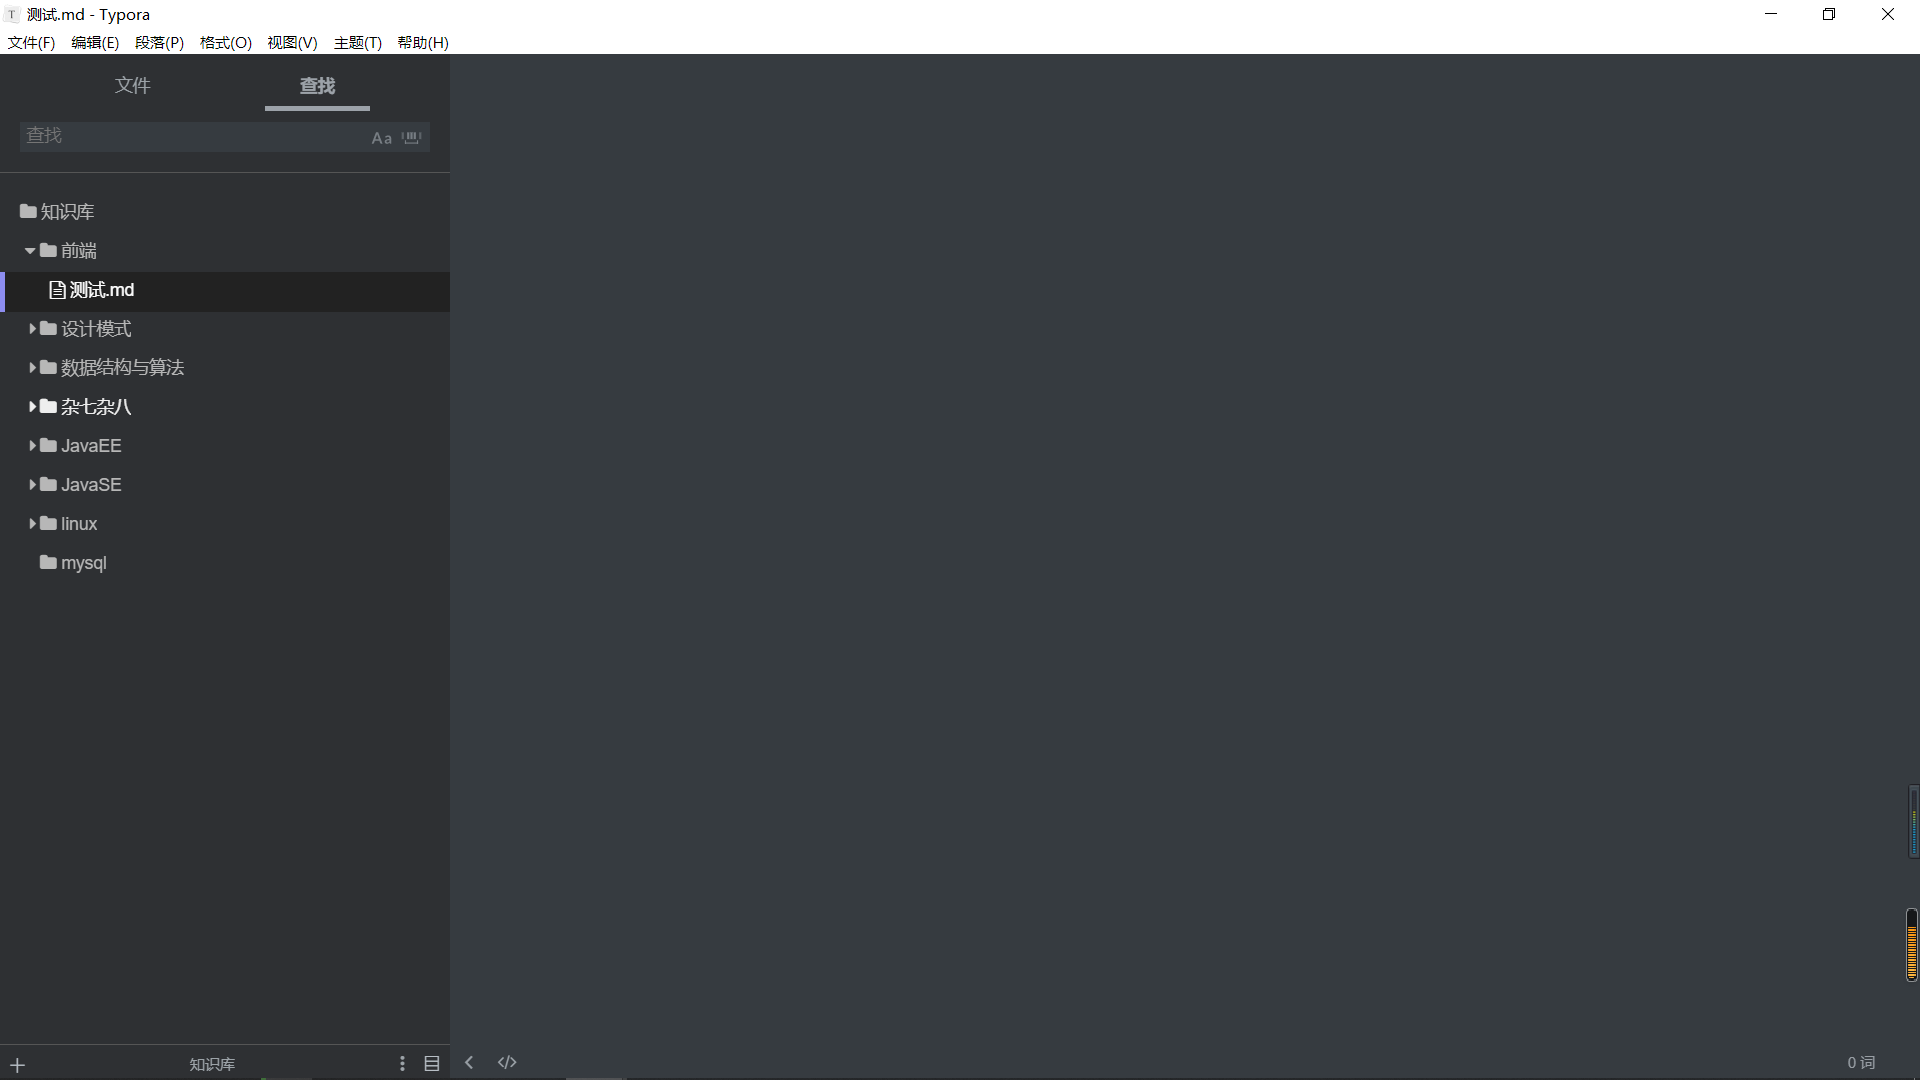 测试.md - Typora
文件(F) 编辑(E) 段落(P) 格式(O) 视图(V) 主题(T) 帮助(H)
文件 查找
查找 Aa
知识库
前端
测试.md
设计模式
数据结构与算法
杂七杂八
JavaEE
JavaSE
linux
mysql
知识库 </> 0 词